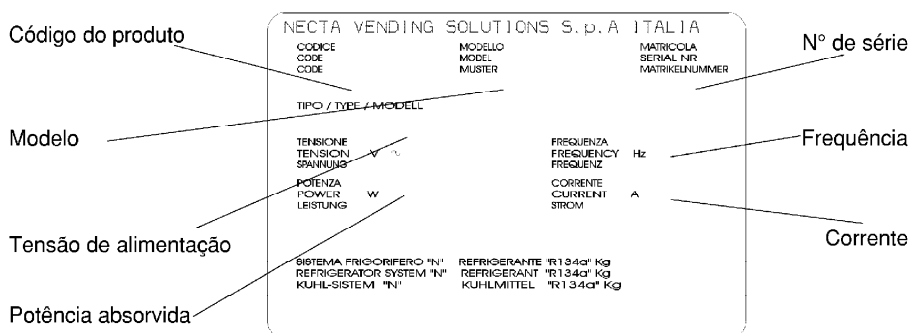 NECTA VENDING SOLUTIONS S.p.A ITALIA
Código do produto
CODICE MODELLO MATRICOLA
CODE MODEL SERIAL NR
CODE MUSTER MATRIKELNUMMER
N° de série
TIPO / TYPE / MODELL
Modelo
TENSIONE FREQUENZA
TENSION V ~ FREQUENCY Hz
SPANNUNG FREQUENZ
Frequência
POTENZA CORRENTE
POWER W CURRENT A
LEISTUNG STROM
Tensão de alimentação
Corrente
SISTEMA FRIGORIFERO "N" REFRIGERANTE "R134a" Kg
REFRIGERATOR SYSTEM "N" REFRIGERANT "R134a" Kg
KUHL-SISTEM "N" KUHLMITTEL "R134a" Kg
Potência absorvida